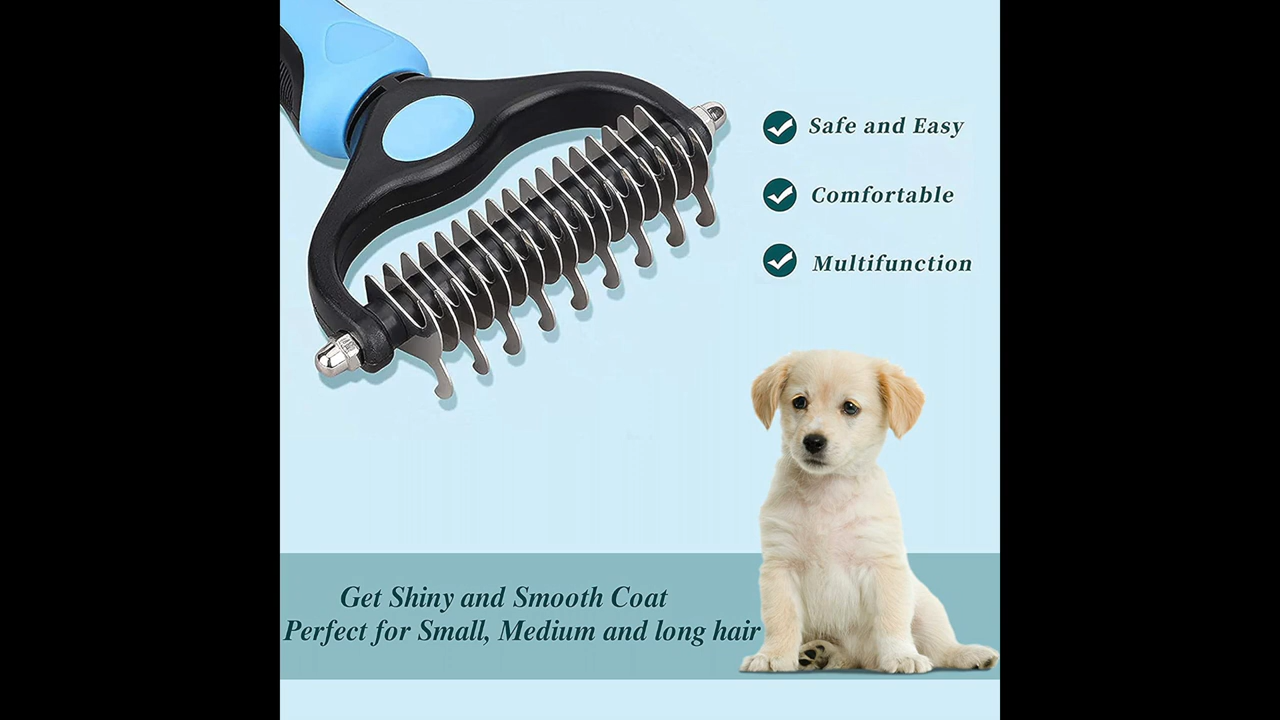 Safe and Easy
Comfortable
Multifunction
Get Shiny and Smooth Coat
Perfect for Small, Medium and long hair